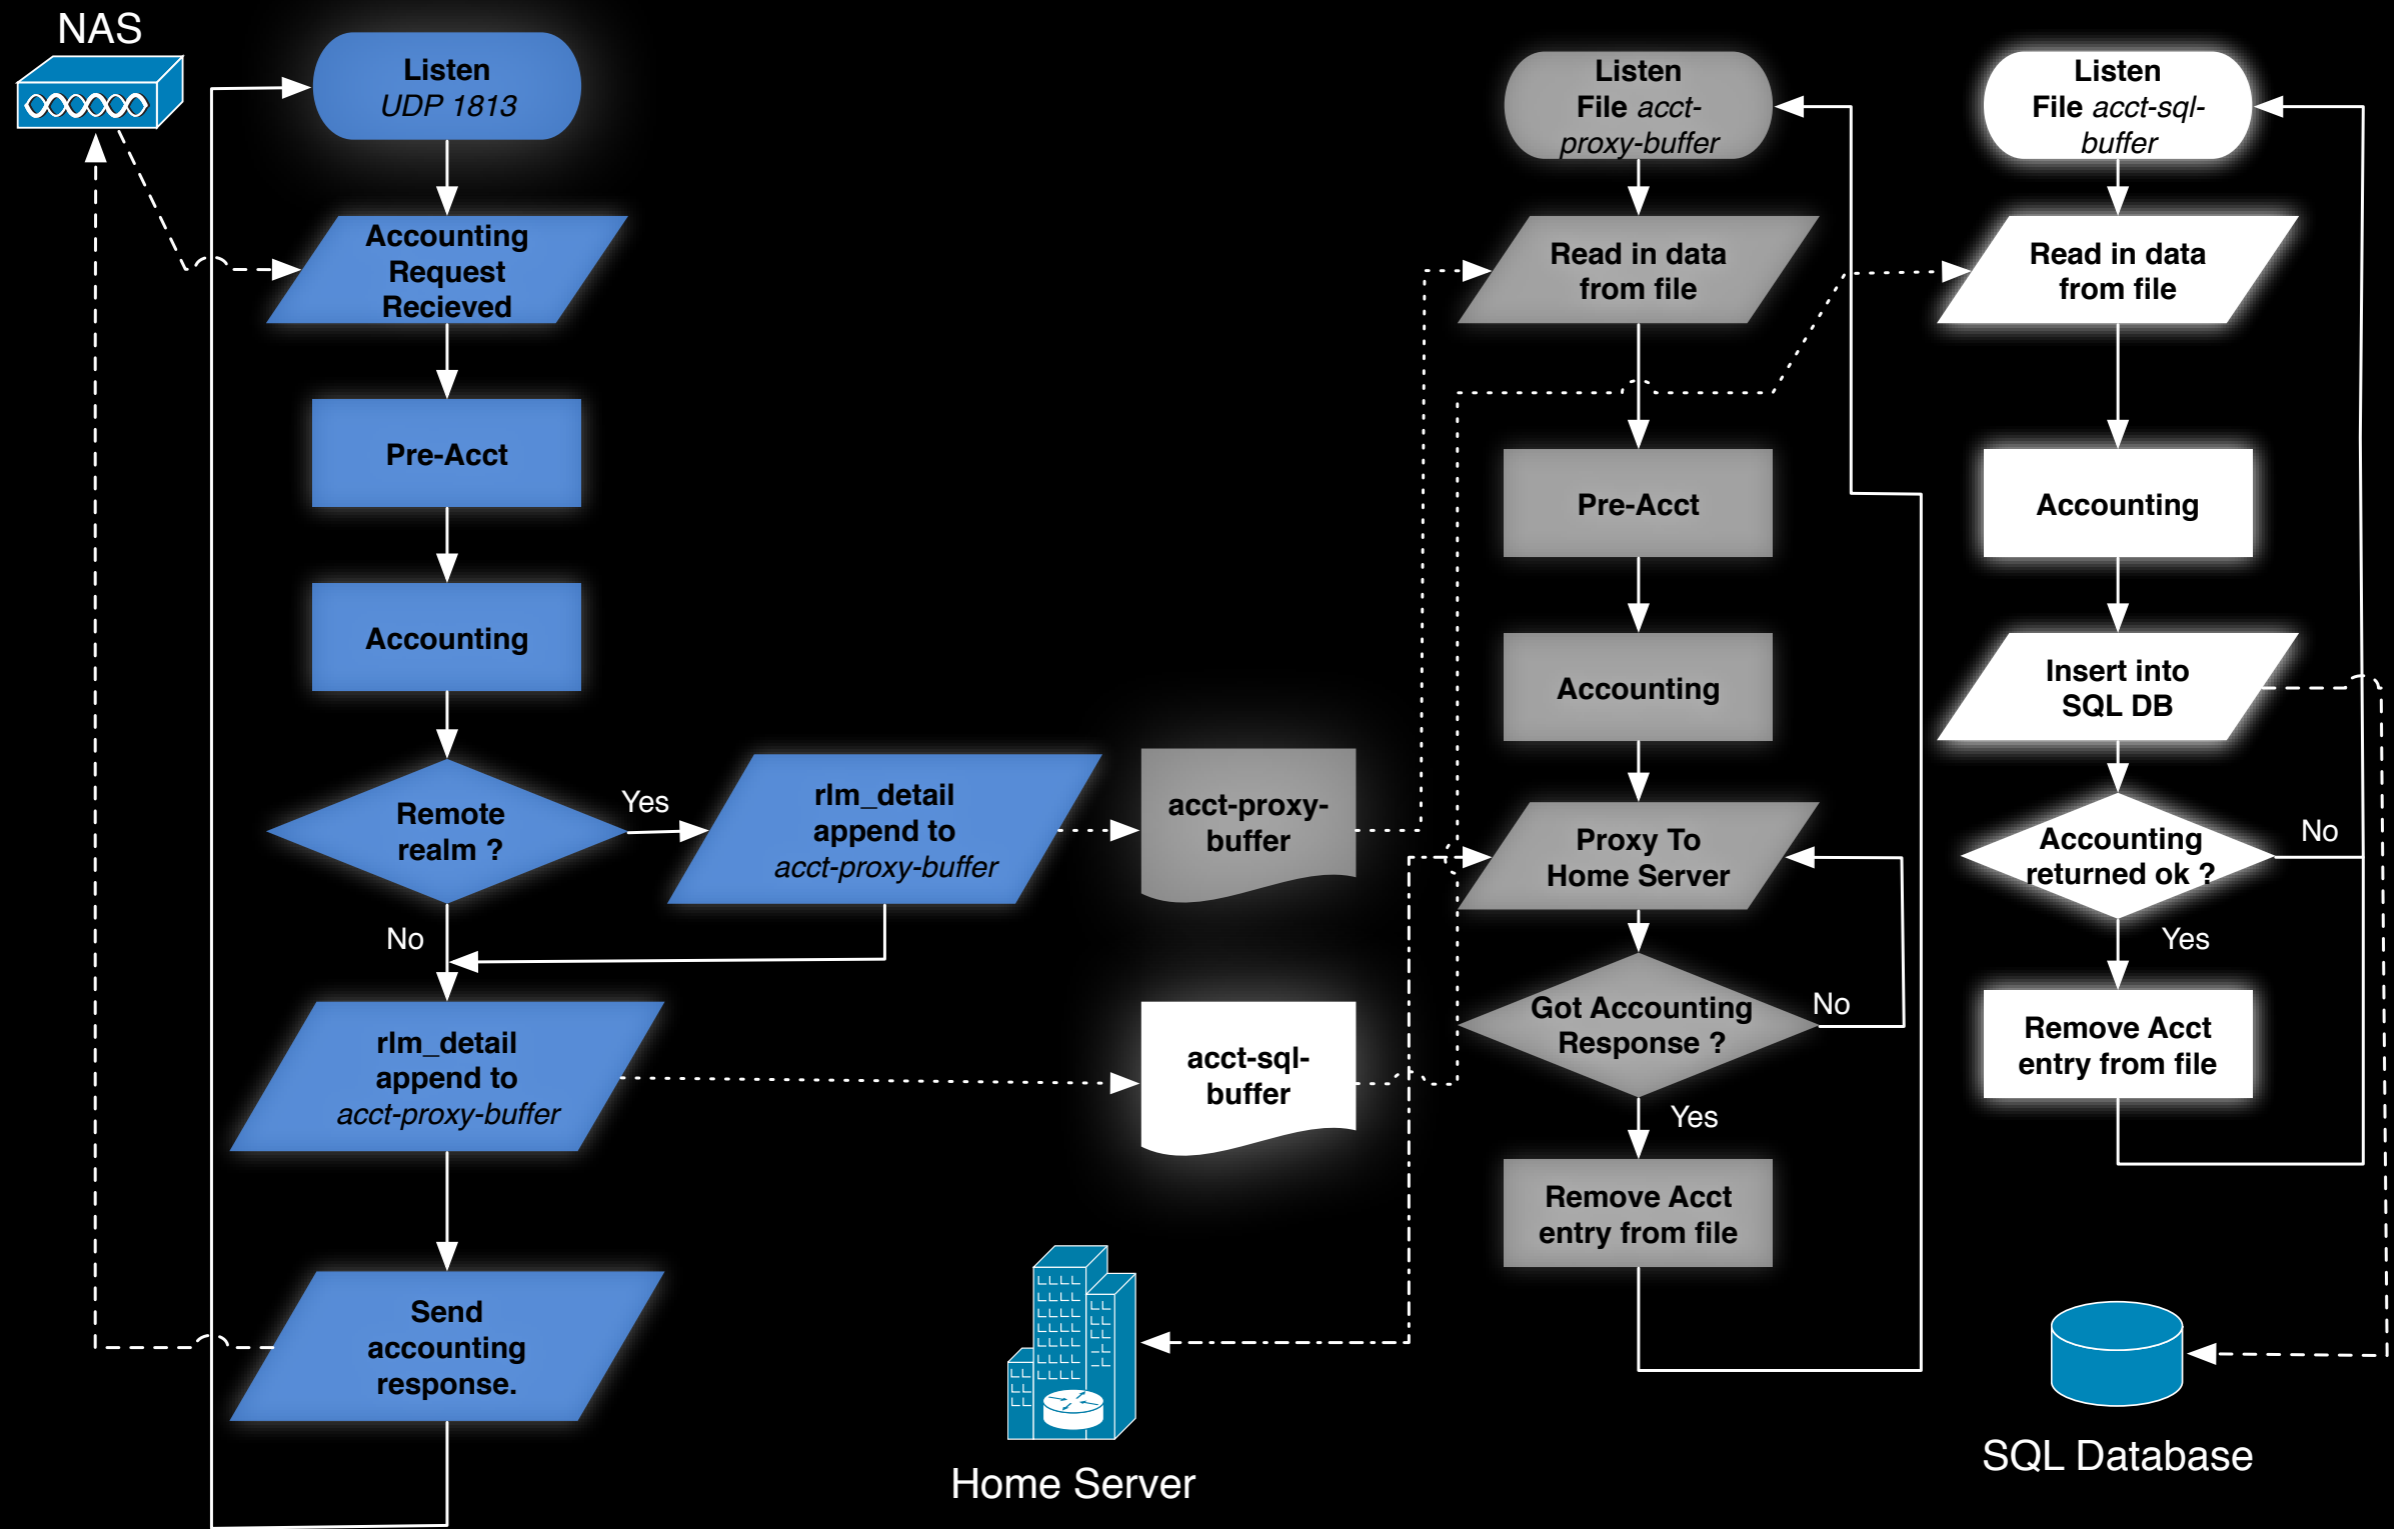 NAS
Listen
UDP 1813
Accounting
Request
Recieved
Pre-Acct
Accounting
Remote
realm ?
Yes
No
rlm_detail
append to
acct-proxy-buffer
rlm_detail
append to
acct-proxy-buffer
Send
accounting
response.
acct-proxy-
buffer
acct-sql-
buffer
Home Server
Listen
File acct-
proxy-buffer
Read in data
from file
Pre-Acct
Accounting
Proxy To
Home Server
Got Accounting
Response ?
No
Yes
Remove Acct
entry from file
Listen
File acct-sql-
buffer
Read in data
from file
Accounting
Insert into
SQL DB
Accounting
returned ok ?
No
Yes
Remove Acct
entry from file
SQL Database